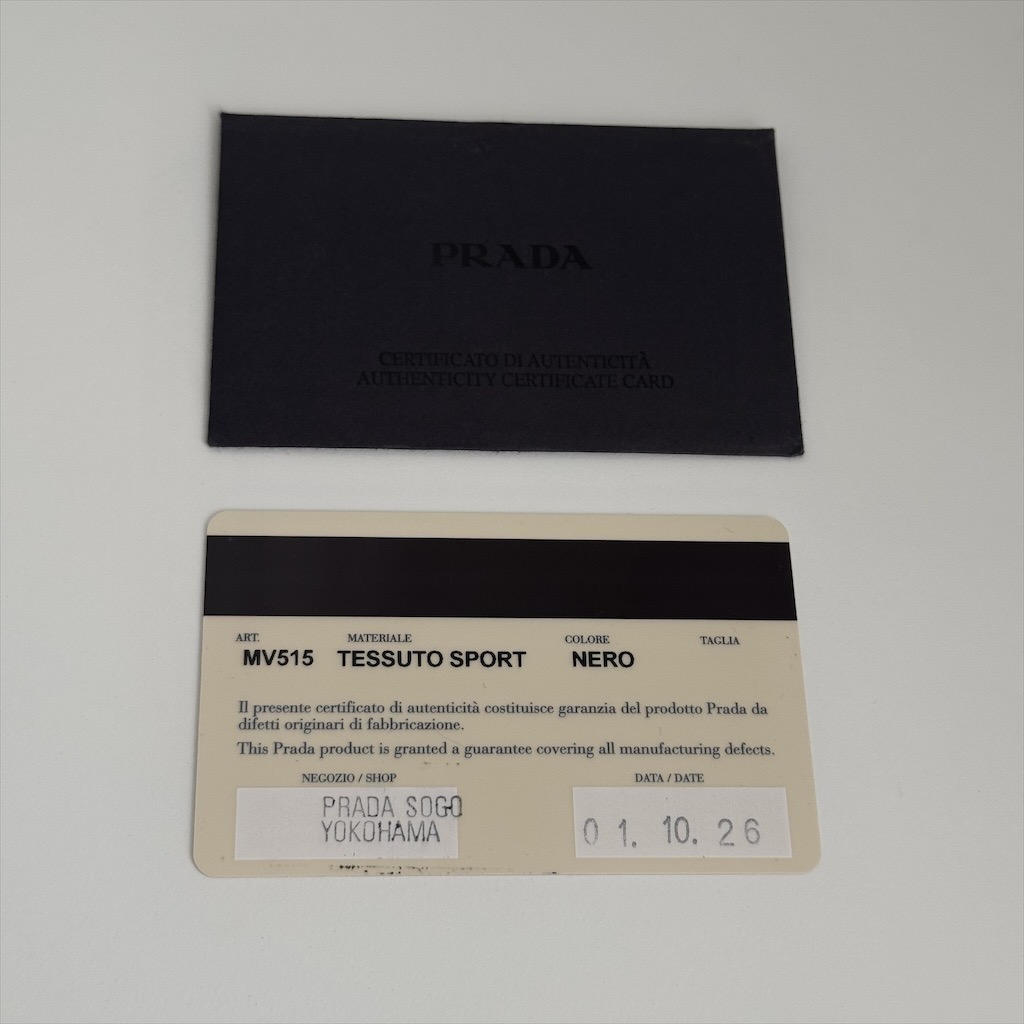 PRADA
CERTIFICATO DI AUTENTICITÀ
AUTHENTICITY CERTIFICATE CARD
ART. MATERIALE COLORE TAGLIA
MV515 TESSUTO SPORT NERO
Il presente certificato di autenticità costituisce garanzia del prodotto Prada da
difetti originari di fabbricazione.
This Prada product is granted a guarantee covering all manufacturing defects.
NEGOZIO / SHOP DATA / DATE
PRADA SOGO
YOKOHAMA
01. 10. 26